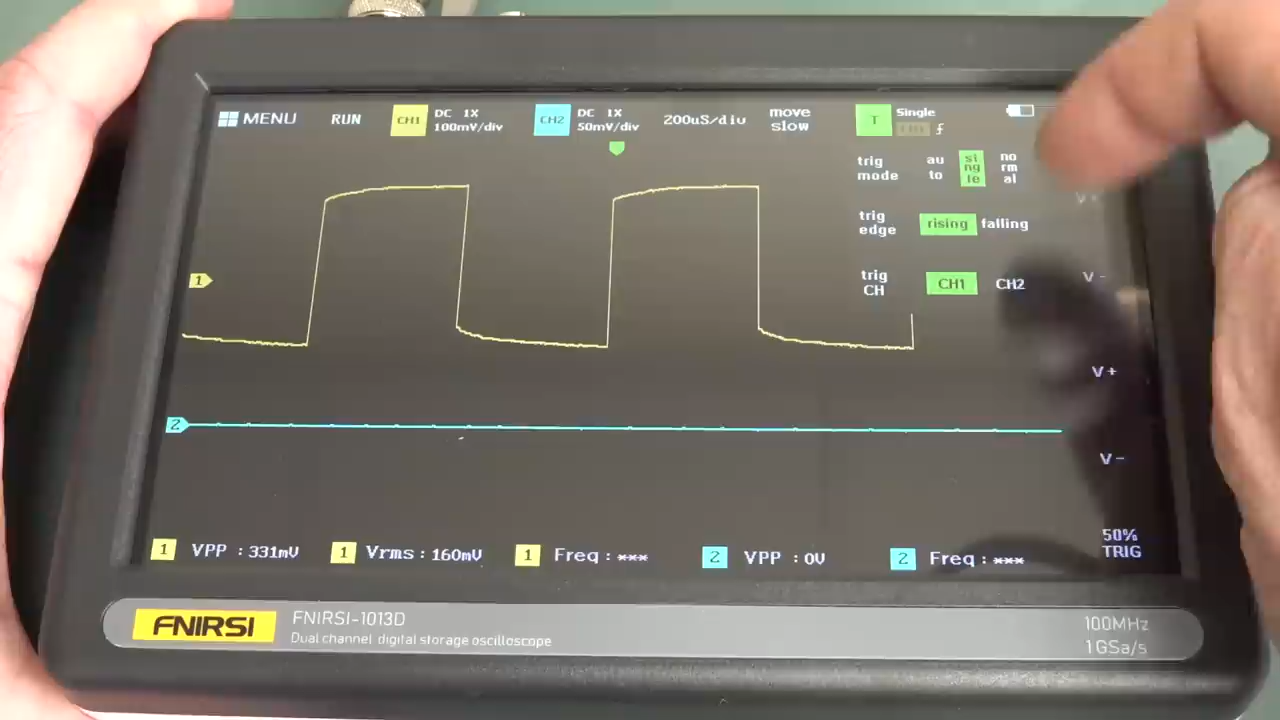 MENU
RUN
CH1
DC 1X
100mV/div
CH2
DC 1X
50mV/div
200uS/div
move
slow
T
Single
CH1
trig
mode
au
to
si
ng
le
no
rm
al
trig
edge
rising falling
trig
CH
CH1 CH2
V+
V-
V+
V-
50%
TRIG
1
2
1 VPP :331mV
1 Vrms:160mV
1 Freq:***
2 VPP :0V
2 Freq:***
FNIRSI
FNIRSI-1013D
Dual channel digital storage oscilloscope
100MHz
1GSa/s